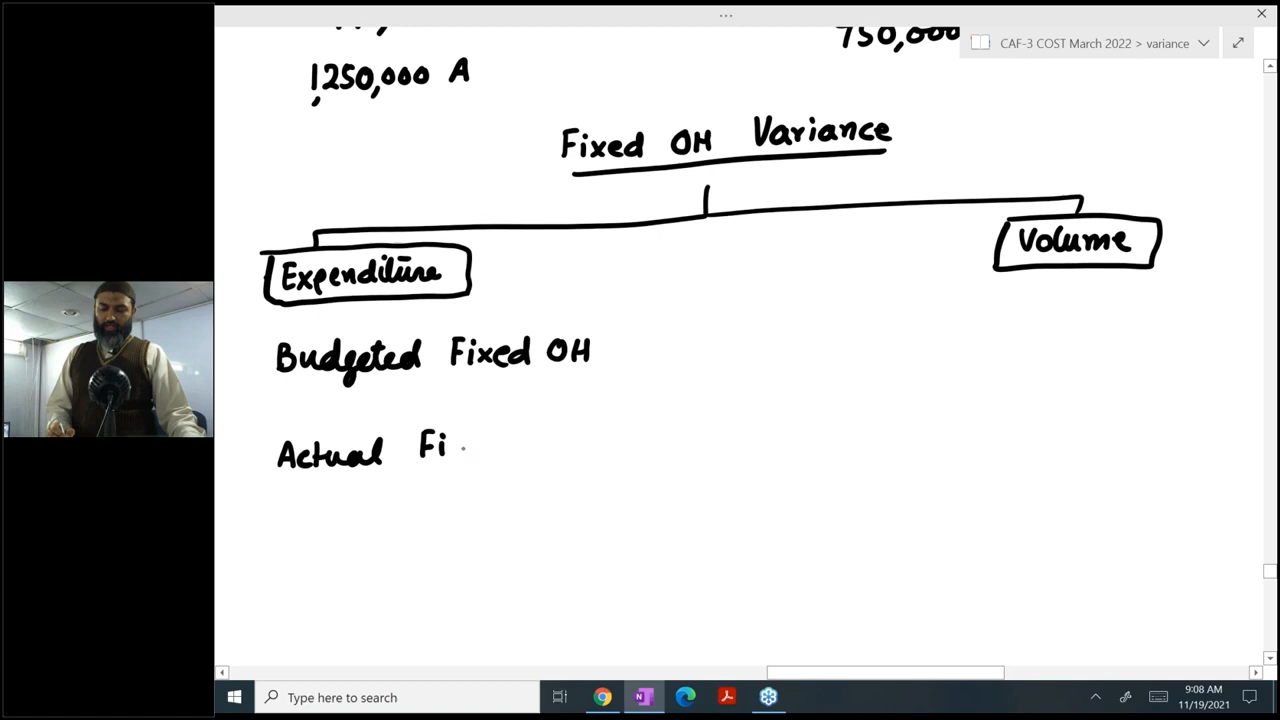 750,000
CAF-3 COST March 2022 > variance
1250,000 A
Fixed OH Variance
Expenditure
Volume
Budgeted Fixed OH
Actual Fi
Type here to search
9:08 AM
11/19/2021